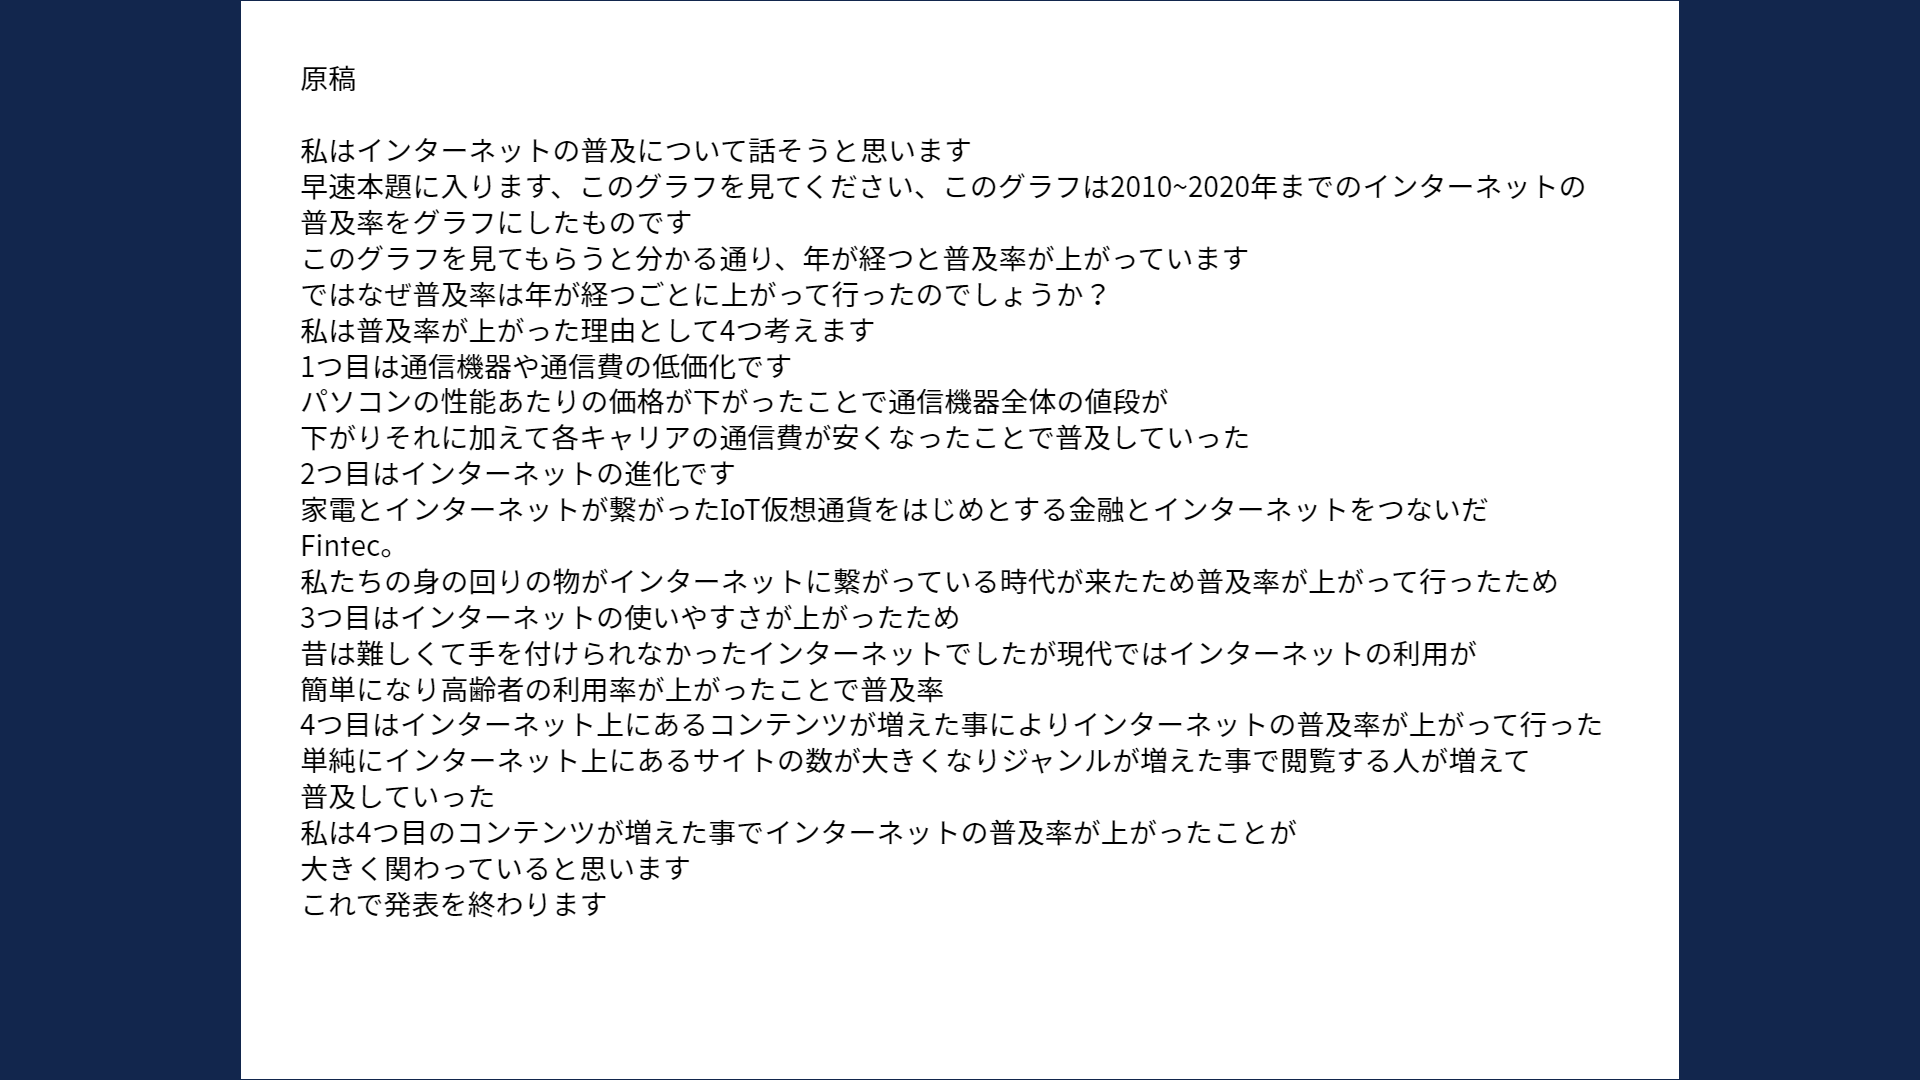 原稿
私はインターネットの普及について話そうと思います
早速本題に入ります、このグラフを見てください、このグラフは2010~2020年までのインターネットの
普及率をグラフにしたものです
このグラフを見てもらうと分かる通り、年が経つと普及率が上がっています
ではなぜ普及率は年が経つごとに上がって行ったのでしょうか？
私は普及率が上がった理由として4つ考えます
1つ目は通信機器や通信費の低価化です
パソコンの性能あたりの価格が下がったことで通信機器全体の値段が
下がりそれに加えて各キャリアの通信費が安くなったことで普及していった
2つ目はインターネットの進化です
家電とインターネットが繋がったIoT仮想通貨をはじめとする金融とインターネットをつないだ
Fintec。
私たちの身の回りの物がインターネットに繋がっている時代が来たため普及率が上がって行ったため
3つ目はインターネットの使いやすさが上がったため
昔は難しくて手を付けられなかったインターネットでしたが現代ではインターネットの利用が
簡単になり高齢者の利用率が上がったことで普及率
4つ目はインターネット上にあるコンテンツが増えた事によりインターネットの普及率が上がって行った
単純にインターネット上にあるサイトの数が大きくなりジャンルが増えた事で閲覧する人が増えて
普及していった
私は4つ目のコンテンツが増えた事でインターネットの普及率が上がったことが
大きく関わっていると思います
これで発表を終わります